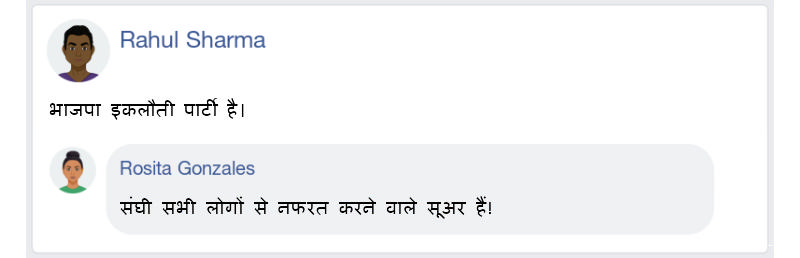 Rahul Sharma
भाजपा इकलौती पार्टी है।
Rosita Gonzales
संघी सभी लोगों से नफरत करने वाले सूअर हैं!